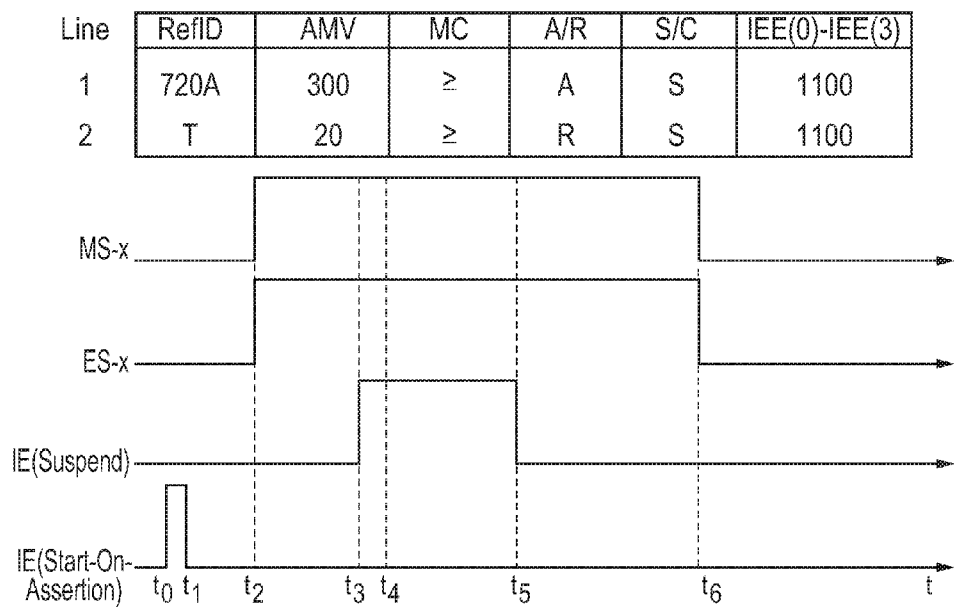 Line RefID AMV MC A/R S/C IEE(0)-IEE(3)
1 720A 300 ≥ A S 1100
2 T 20 ≥ R S 1100
MS-x
ES-x
IE(Suspend)
IE(Start-On-
Assertion)
t0 t1 t2 t3 t4 t5 t6 t